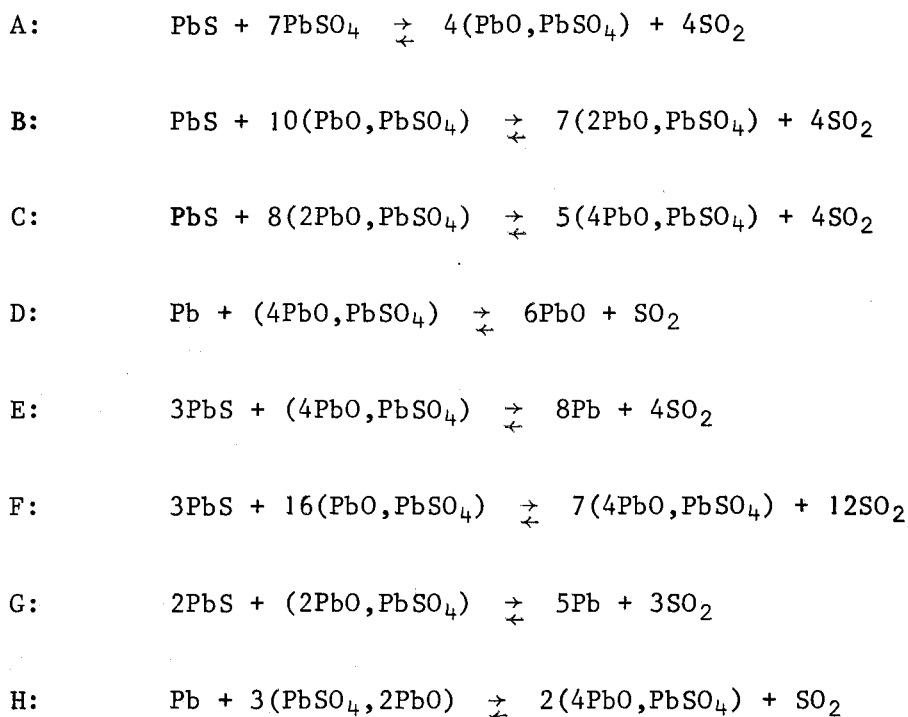 A: PbS + 7PbSO₄ ⇄ 4(PbO,PbSO₄) + 4SO₂
B: PbS + 10(PbO,PbSO₄) ⇄ 7(2PbO,PbSO₄) + 4SO₂
C: PbS + 8(2PbO,PbSO₄) ⇄ 5(4PbO,PbSO₄) + 4SO₂
D: Pb + (4PbO,PbSO₄) ⇄ 6PbO + SO₂
E: 3PbS + (4PbO,PbSO₄) ⇄ 8Pb + 4SO₂
F: 3PbS + 16(PbO,PbSO₄) ⇄ 7(4PbO,PbSO₄) + 12SO₂
G: 2PbS + (2PbO,PbSO₄) ⇄ 5Pb + 3SO₂
H: Pb + 3(PbSO₄,2PbO) ⇄ 2(4PbO,PbSO₄) + SO₂